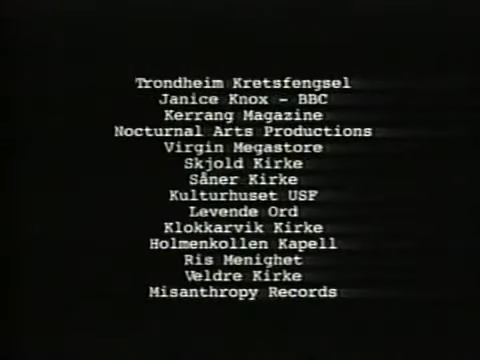 Trondheim Kretsfengsel
Janice Knox - BBC
Kerrang Magazine
Nocturnal Arts Productions
Virgin Megastore
Skjold Kirke
Såner Kirke
Kulturhuset USF
Levende Ord
Klokkarvik Kirke
Holmenkollen Kapell
Ris Menighet
Veldre Kirke
Misanthropy Records